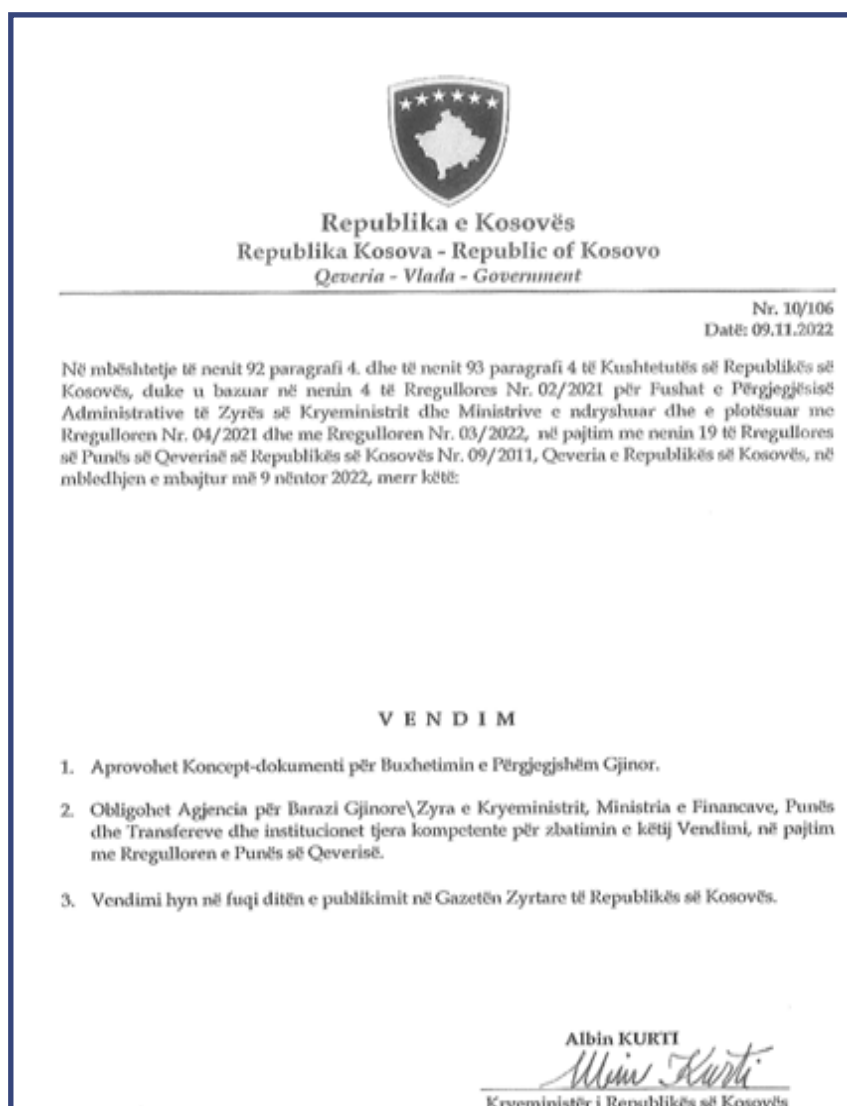 Republika e Kosovës
Republika Kosova - Republic of Kosovo
Qeveria - Vlada - Government
Nr. 10/106
Datë: 09.11.2022
Në mbështetje të nenit 92 paragrafi 4. dhe të nenit 93 paragrafi 4 të Kushtetutës së Republikës së
Kosovës, duke u bazuar në nenin 4 të Rregullores Nr. 02/2021 për Fushat e Përgjegjësisë
Administrative të Zyrës së Kryeministrit dhe Ministrive e ndryshuar dhe e plotësuar me
Rregulloren Nr. 04/2021 dhe me Rregulloren Nr. 03/2022, në pajtim me nenin 19 të Rregullores
së Punës së Qeverisë së Republikës së Kosovës Nr. 09/2011, Qeveria e Republikës së Kosovës, në
mbledhjen e mbajtur më 9 nëntor 2022, merr këtë:
V E N D I M
1. Aprovohet Koncept-dokumenti për Buxhetimin e Përgjegjshëm Gjinor.
2. Obligohet Agjencia për Barazi Gjinore\Zyra e Kryeministrit, Ministria e Financave, Punës
dhe Transfereve dhe institucionet tjera kompetente për zbatimin e këtij Vendimi, në pajtim
me Rregulloren e Punës së Qeverisë.
3. Vendimi hyn në fuqi ditën e publikimit në Gazetën Zyrtare të Republikës së Kosovës.
Albin KURTI
Albin Kurti
Kryeministër i Republikës së Kosovës